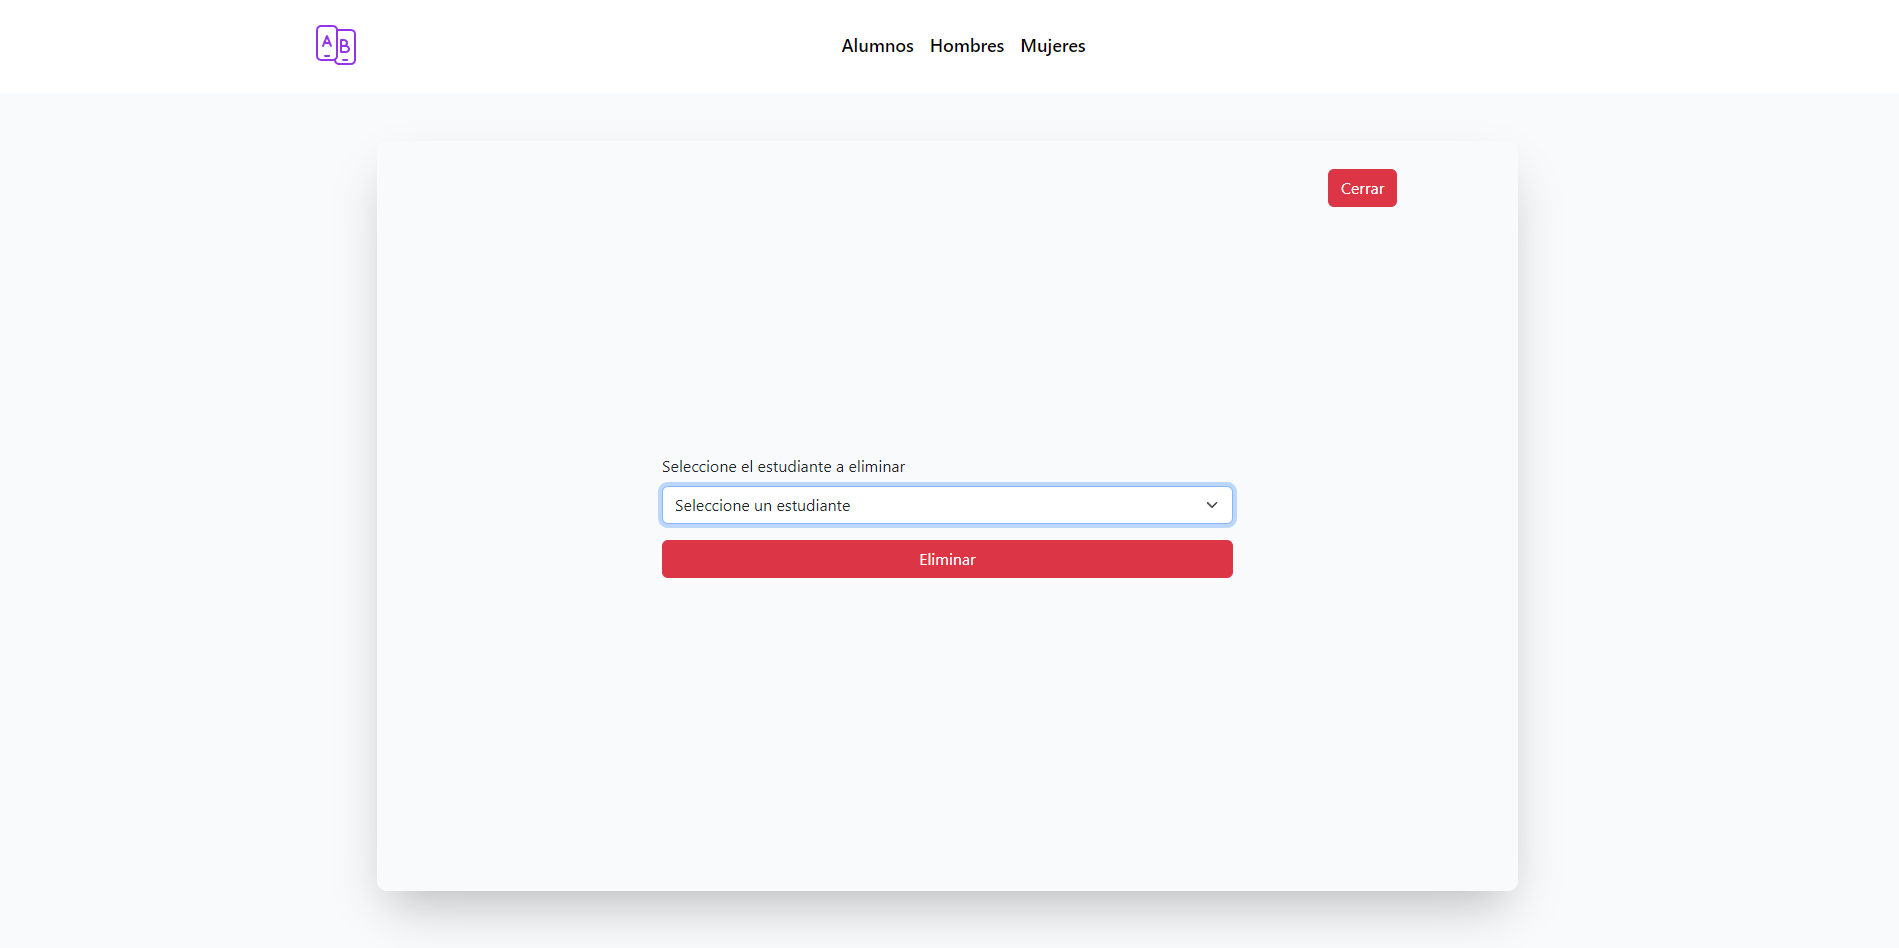 A B
Alumnos Hombres Mujeres
Cerrar
Seleccione el estudiante a eliminar
Seleccione un estudiante
Eliminar